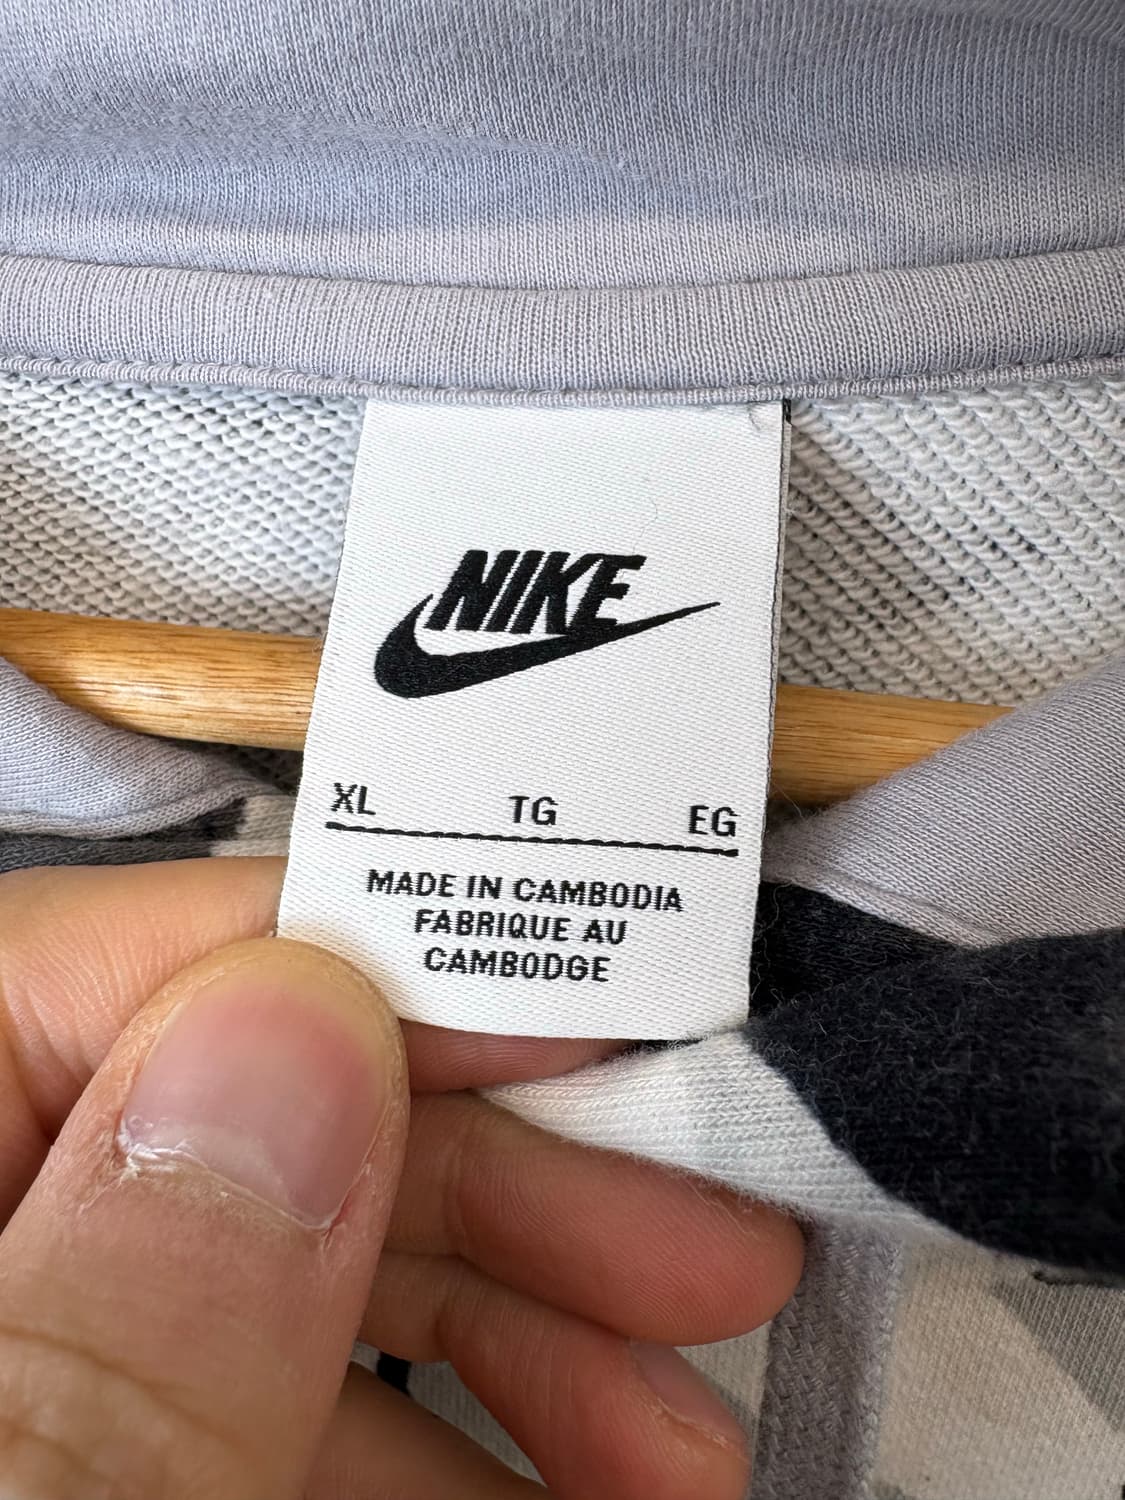 NIKE
XL TG EG
MADE IN CAMBODIA
FABRIQUE AU
CAMBODGE